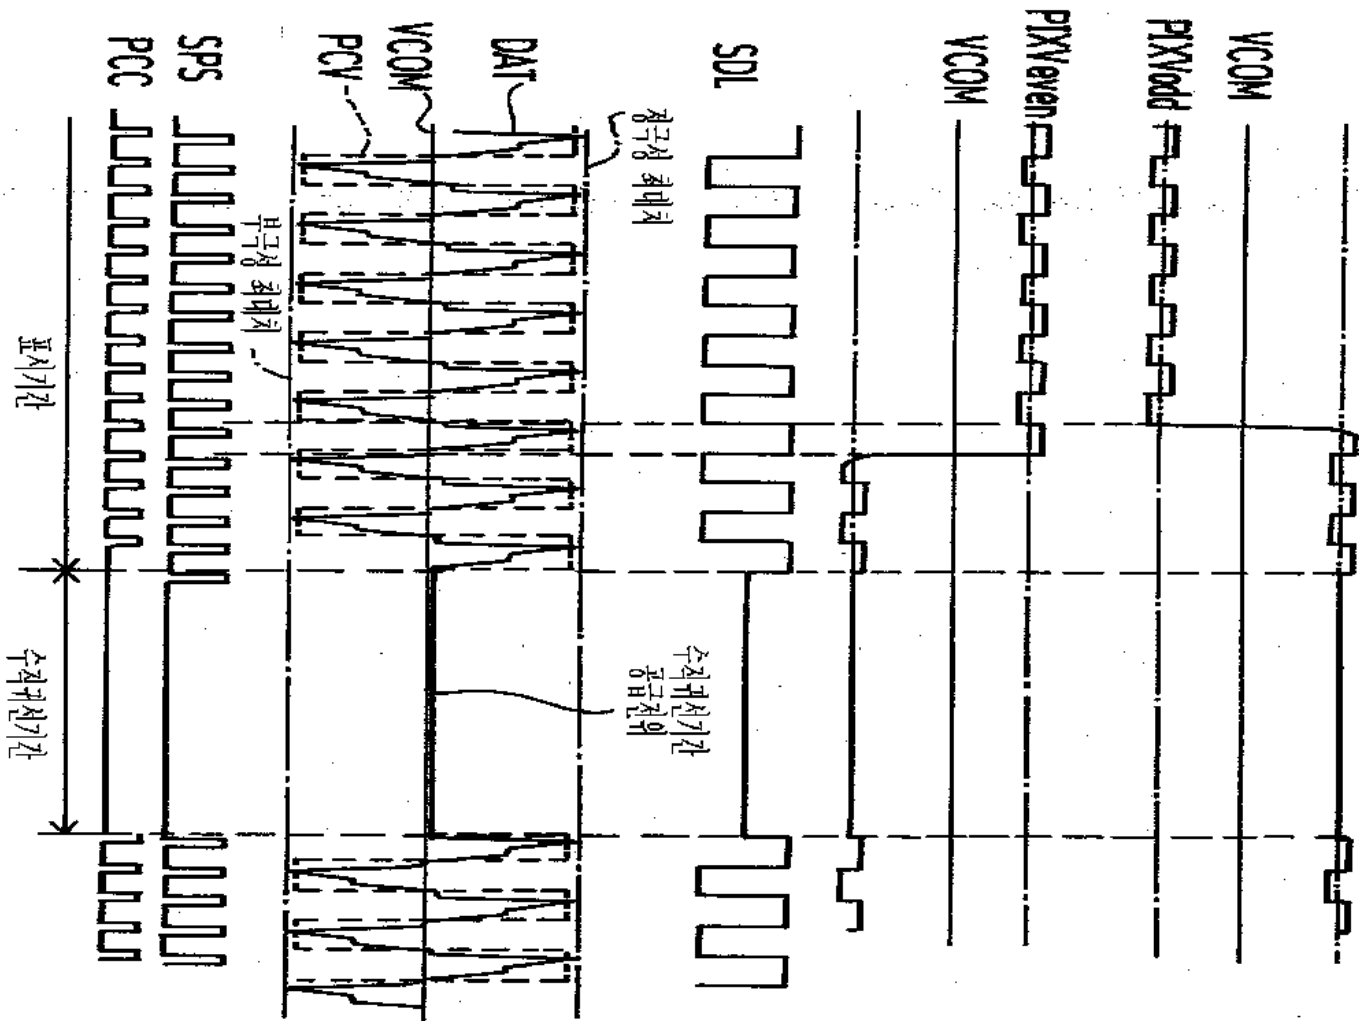 PCC
SPS
PCV
VCOM
DAT
SDL
VCOM
PIXVeven
PIXVodd
VCOM
정극성 최대치
부극성 최대치
표시기간
수직귀선기간
수직귀선기간
공급전위